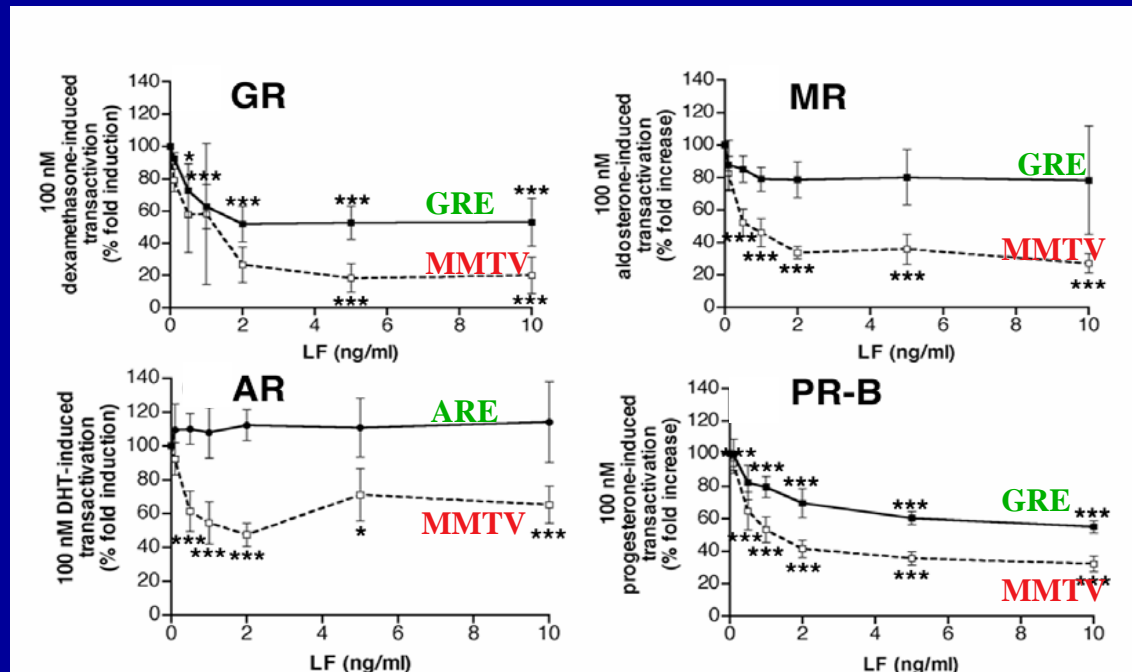 GR
100 nM
dexamethasone-induced
transactivtion
(% fold induction)
140
120
100
80
60
40
20
0
*
***
***
***
***
GRE
MMTV
***
***
0
2
4
6
8
10
LF (ng/ml)
MR
100 nM
aldosterone-induced
transactivation
(% fold increase)
140
120
100
80
60
40
20
0
GRE
MMTV
***
***
***
***
***
0
2
4
6
8
10
LF (ng/ml)
AR
100 nM DHT-induced
transactivation
(% fold induction)
140
120
100
80
60
40
20
0
ARE
MMTV
***
***
***
*
***
0
2
4
6
8
10
LF (ng/ml)
PR-B
100 nM
progesterone-induced
transactivation
(% fold increase)
140
120
100
80
60
40
20
0
***
***
***
***
GRE
***
***
***
***
***
MMTV
0
2
4
6
8
10
LF (ng/ml)